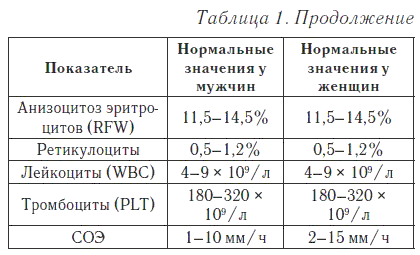 Таблица 1. Продолжение
Показатель
Нормальные
значения у
мужчин
Нормальные
значения у
женщин
Анизоцитоз эритро-
цитов (RFW)
11,5–14,5%
11,5–14,5%
Ретикулоциты
0,5–1,2%
0,5–1,2%
Лейкоциты (WBC)
4–9 × 10⁹/л
4–9 × 10⁹/л
Тромбоциты (PLT)
180–320 ×
10⁹/л
180–320 ×
10⁹/л
СОЭ
1–10 мм/ч
2–15 мм/ч